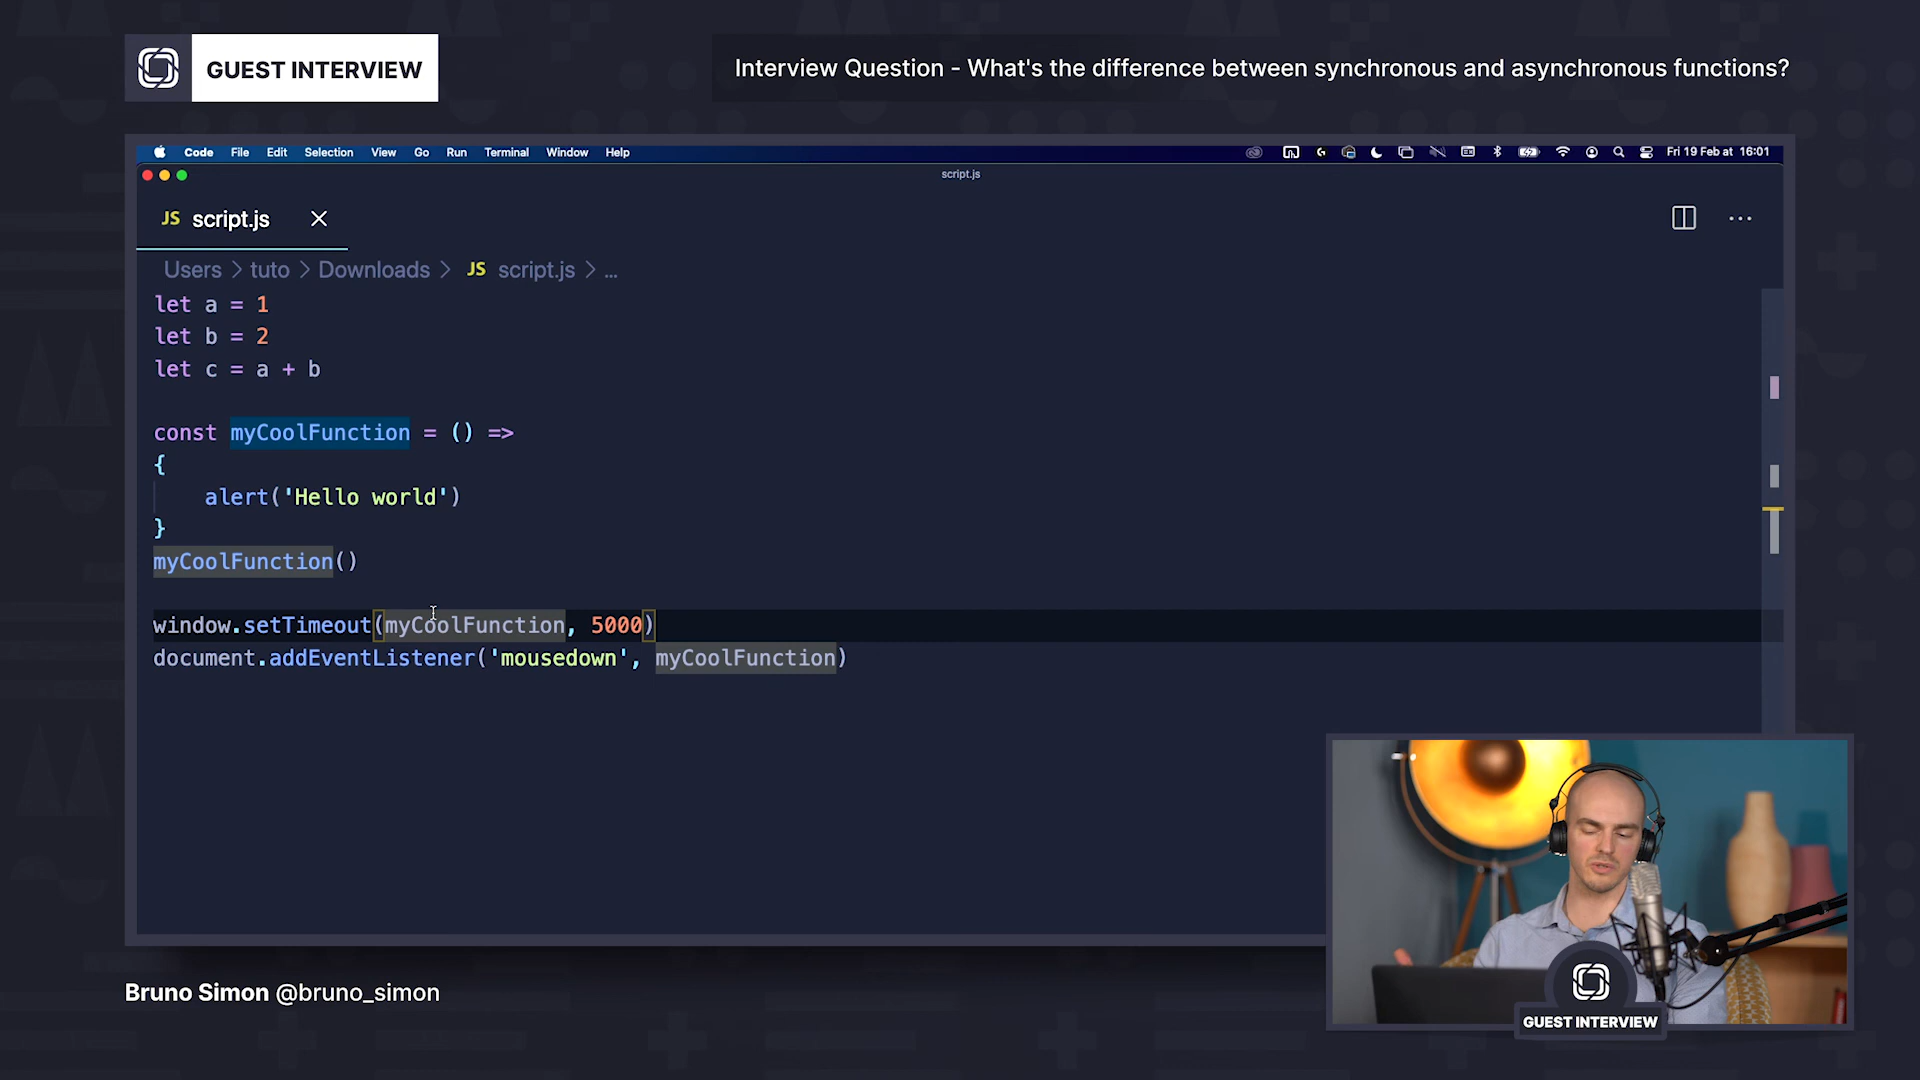 GUEST INTERVIEW
Interview Question - What's the difference between synchronous and asynchronous functions?
Code File Edit Selection View Go Run Terminal Window Help
Fri 19 Feb at 16:01
script.js
JS script.js
Users > tuto > Downloads > JS script.js > ...
let a = 1
let b = 2
let c = a + b
const myCoolFunction = () =>
{
    alert('Hello world')
}
myCoolFunction()
window.setTimeout(myCoolFunction, 5000)
document.addEventListener('mousedown', myCoolFunction)
Bruno Simon @bruno_simon
GUEST INTERVIEW